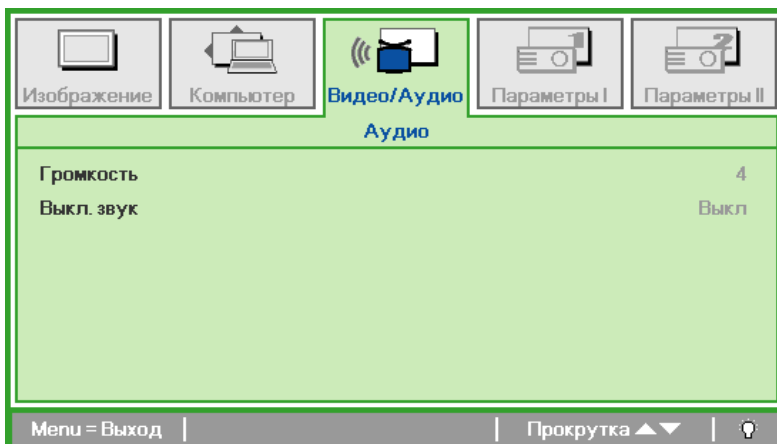 Изображение
Компьютер
Видео/Аудио
Параметры I
Параметры II
Аудио
Громкость 4
Выкл. звук Выкл
Menu = Выход | | Прокрутка ▲▼ |